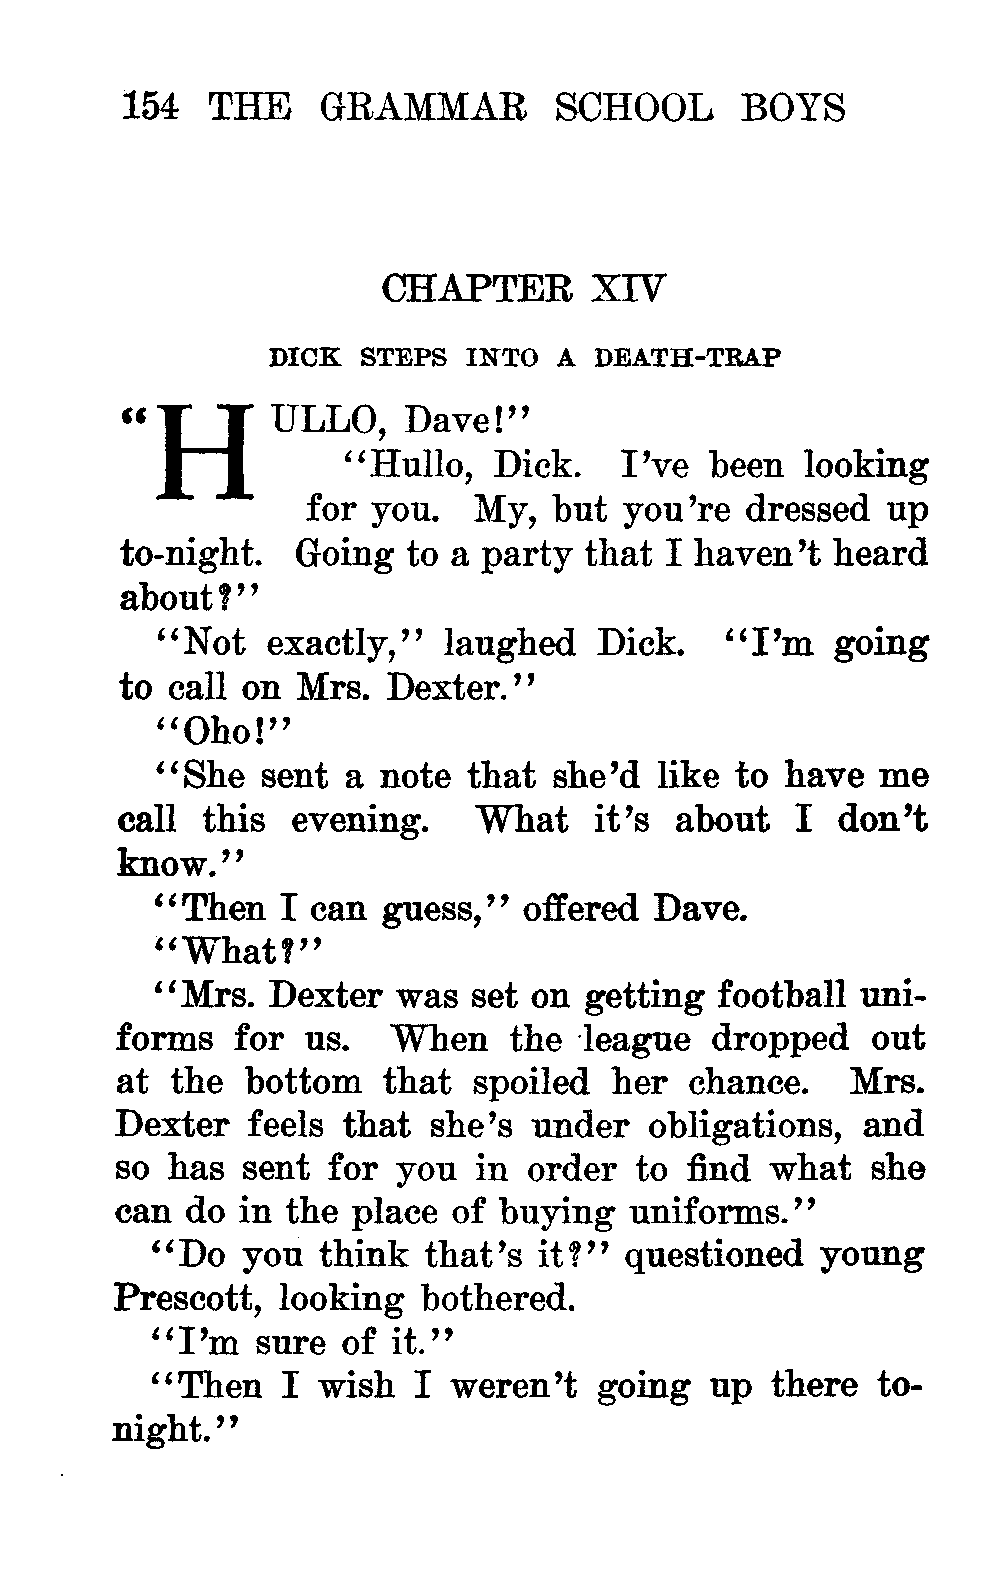 154 THE GRAMMAR SCHOOL BOYS
CHAPTER XIV
DICK STEPS INTO A DEATH-TRAP
“HULLO, Dave!”
“Hullo, Dick. I’ve been looking
for you. My, but you’re dressed up
to-night. Going to a party that I haven’t heard
about?”
“Not exactly,” laughed Dick. “I’m going
to call on Mrs. Dexter.”
“Oho!”
“She sent a note that she’d like to have me
call this evening. What it’s about I don’t
know.”
“Then I can guess,” offered Dave.
“What?”
“Mrs. Dexter was set on getting football uni-
forms for us. When the league dropped out
at the bottom that spoiled her chance. Mrs.
Dexter feels that she’s under obligations, and
so has sent for you in order to find what she
can do in the place of buying uniforms.”
“Do you think that’s it?” questioned young
Prescott, looking bothered.
“I’m sure of it.”
“Then I wish I weren’t going up there to-
night.”